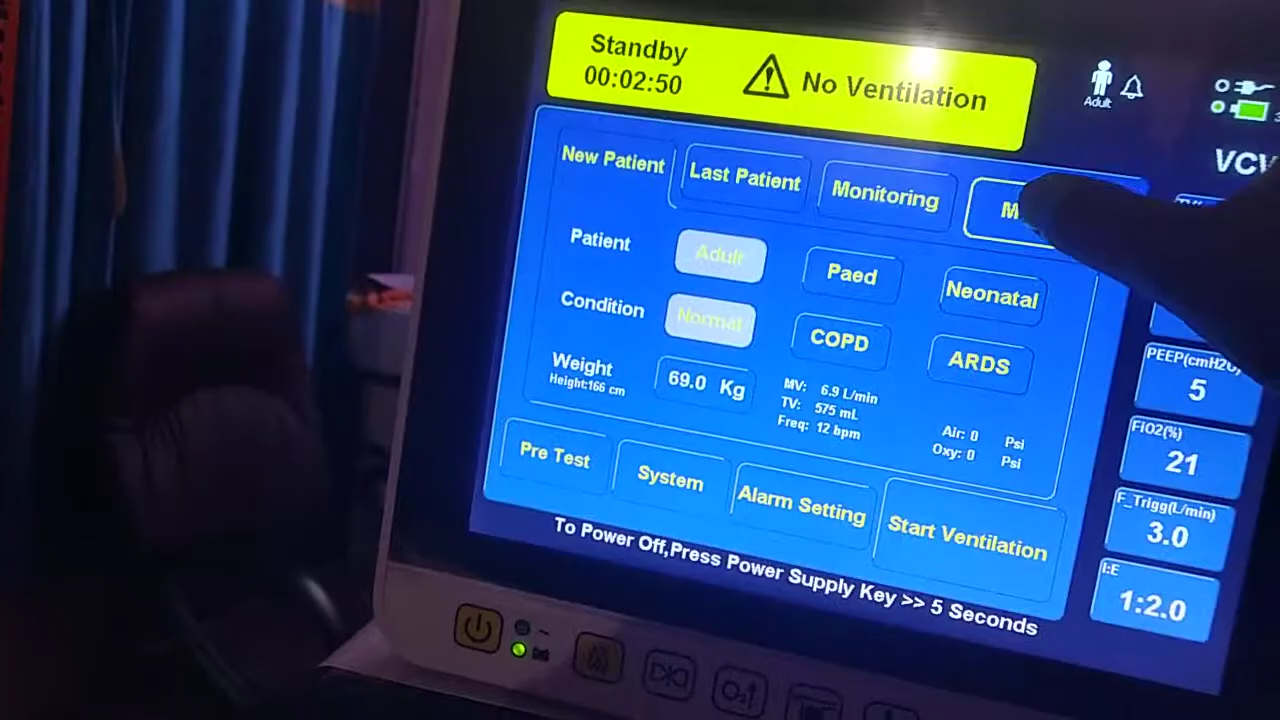 Standby
00:02:50
No Ventilation
Adult
VCV
New Patient
Last Patient
Monitoring
Patient
Adult
Paed
Neonatal
Condition
Normal
COPD
ARDS
PEEP(cmH2O)
5
Weight
Height:166 cm
69.0 Kg
MV: 6.9 L/min
TV: 575 mL
Freq: 12 bpm
Air: 0 Psi
Oxy: 0 Psi
FiO2(%)
21
Pre Test
System
Alarm Setting
Start Ventilation
F_Trigg(L/min)
3.0
I:E
1:2.0
To Power Off,Press Power Supply Key >> 5 Seconds